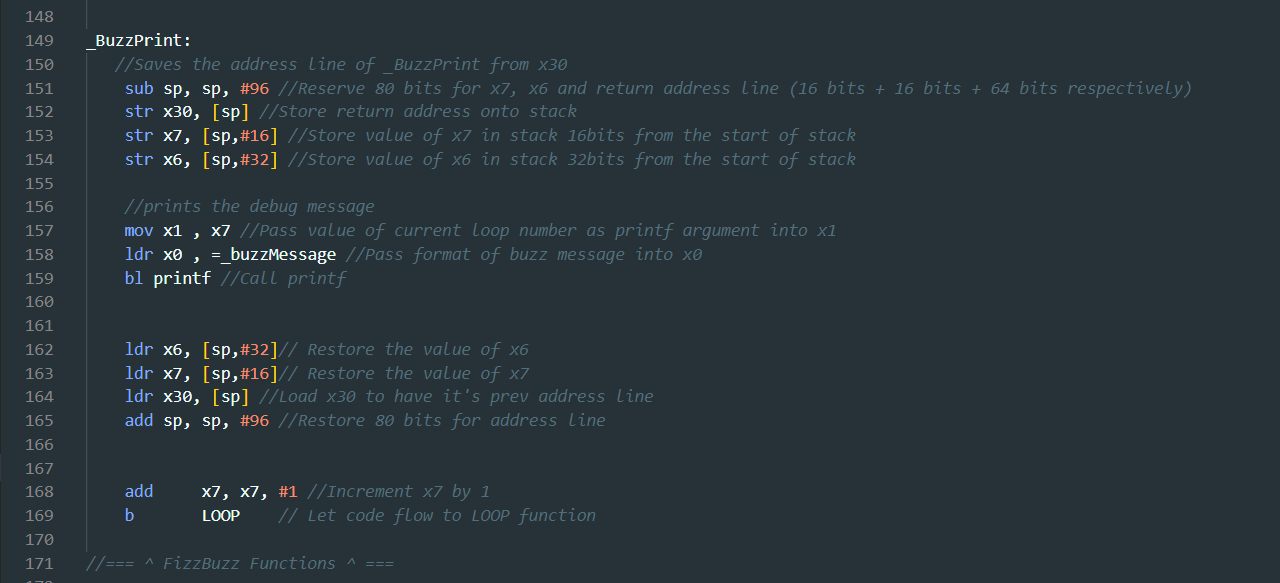 148
149 _BuzzPrint:
150 //Saves the address line of _BuzzPrint from x30
151 sub sp, sp, #96 //Reserve 80 bits for x7, x6 and return address line (16 bits + 16 bits + 64 bits respectively)
152 str x30, [sp] //Store return address onto stack
153 str x7, [sp,#16] //Store value of x7 in stack 16bits from the start of stack
154 str x6, [sp,#32] //Store value of x6 in stack 32bits from the start of stack
155
156 //prints the debug message
157 mov x1 , x7 //Pass value of current loop number as printf argument into x1
158 ldr x0 , =_buzzMessage //Pass format of buzz message into x0
159 bl printf //Call printf
160
161
162 ldr x6, [sp,#32]// Restore the value of x6
163 ldr x7, [sp,#16]// Restore the value of x7
164 ldr x30, [sp] //Load x30 to have it's prev address line
165 add sp, sp, #96 //Restore 80 bits for address line
166
167
168 add x7, x7, #1 //Increment x7 by 1
169 b LOOP // Let code flow to LOOP function
170
171 //=== ^ FizzBuzz Functions ^ ===